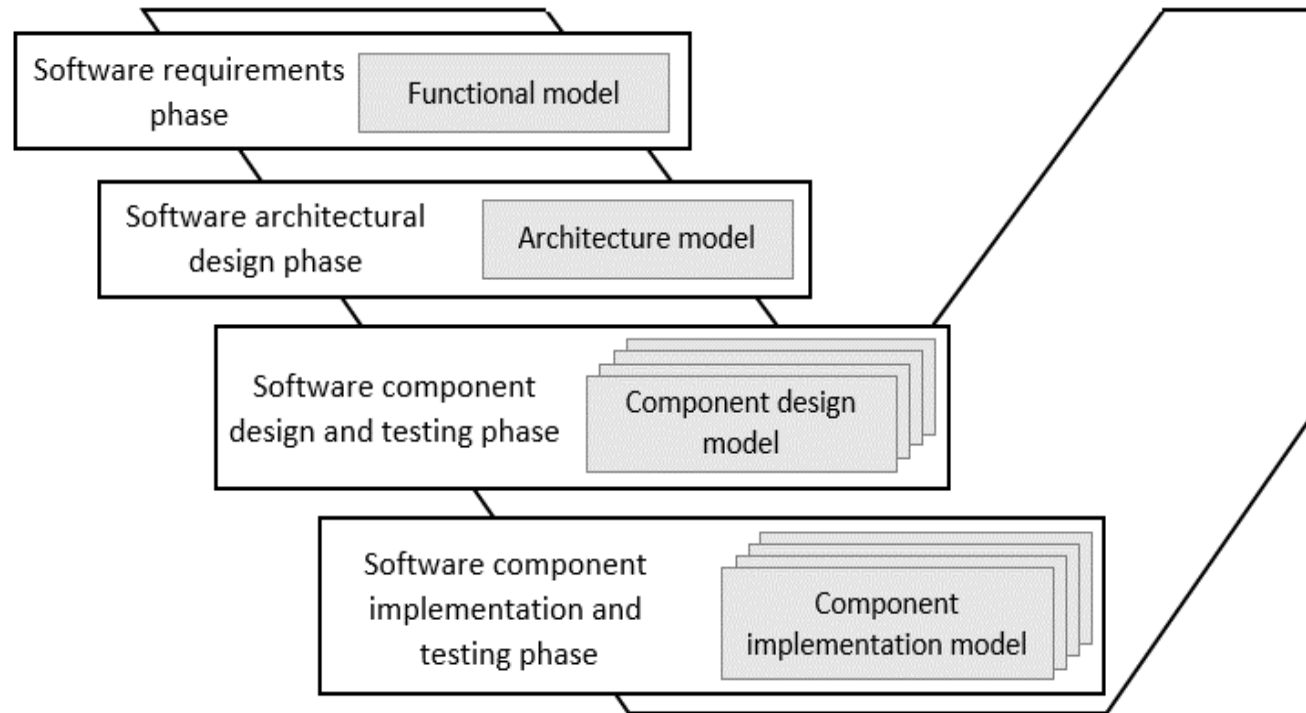 Software requirements
phase
Functional model
Software architectural
design phase
Architecture model
Software component
design and testing phase
Component design
model
Software component
implementation and
testing phase
Component
implementation model